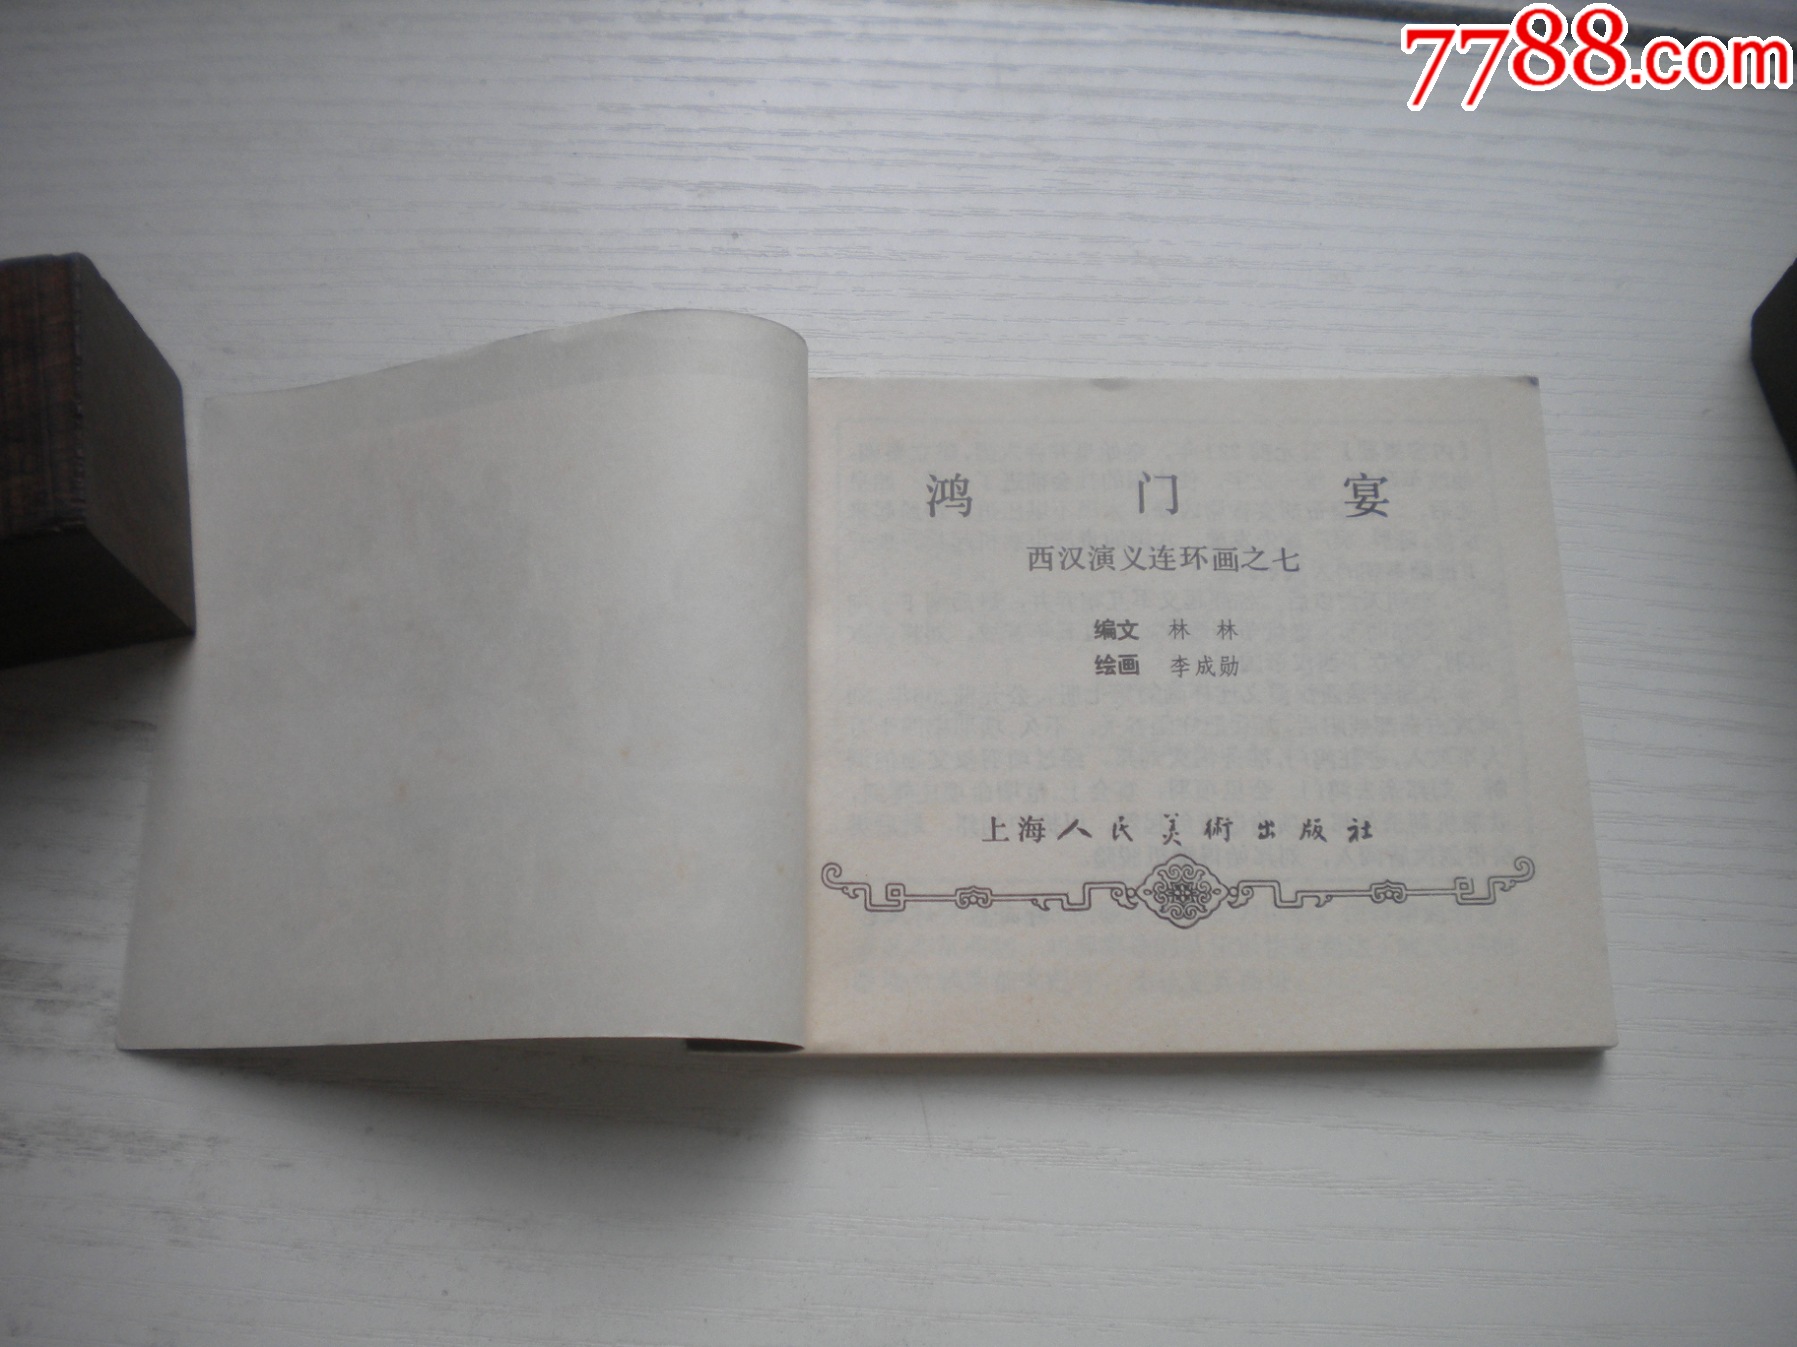 7788.com
鸿门宴
西汉演义连环画之七
编文 林 林
绘画 李成勋
上海人民美術出版社